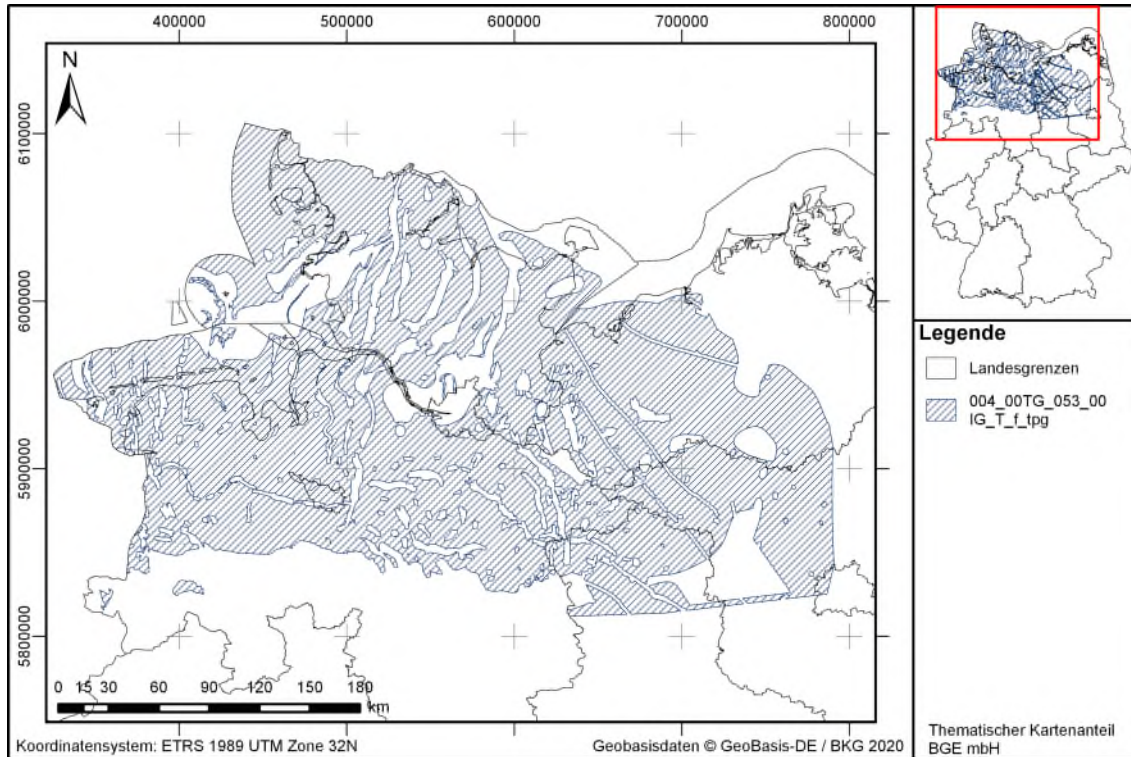 400000 500000 600000 700000 800000
N
6100000
6000000
5900000
5800000
0 15 30 60 90 120 150 180
km
Koordinatensystem: ETRS 1989 UTM Zone 32N
Geobasisdaten © GeoBasis-DE / BKG 2020
Legende
Landesgrenzen
004_00TG_053_00
IG_T_f_tpg
Thematischer Kartenanteil
BGE mbH